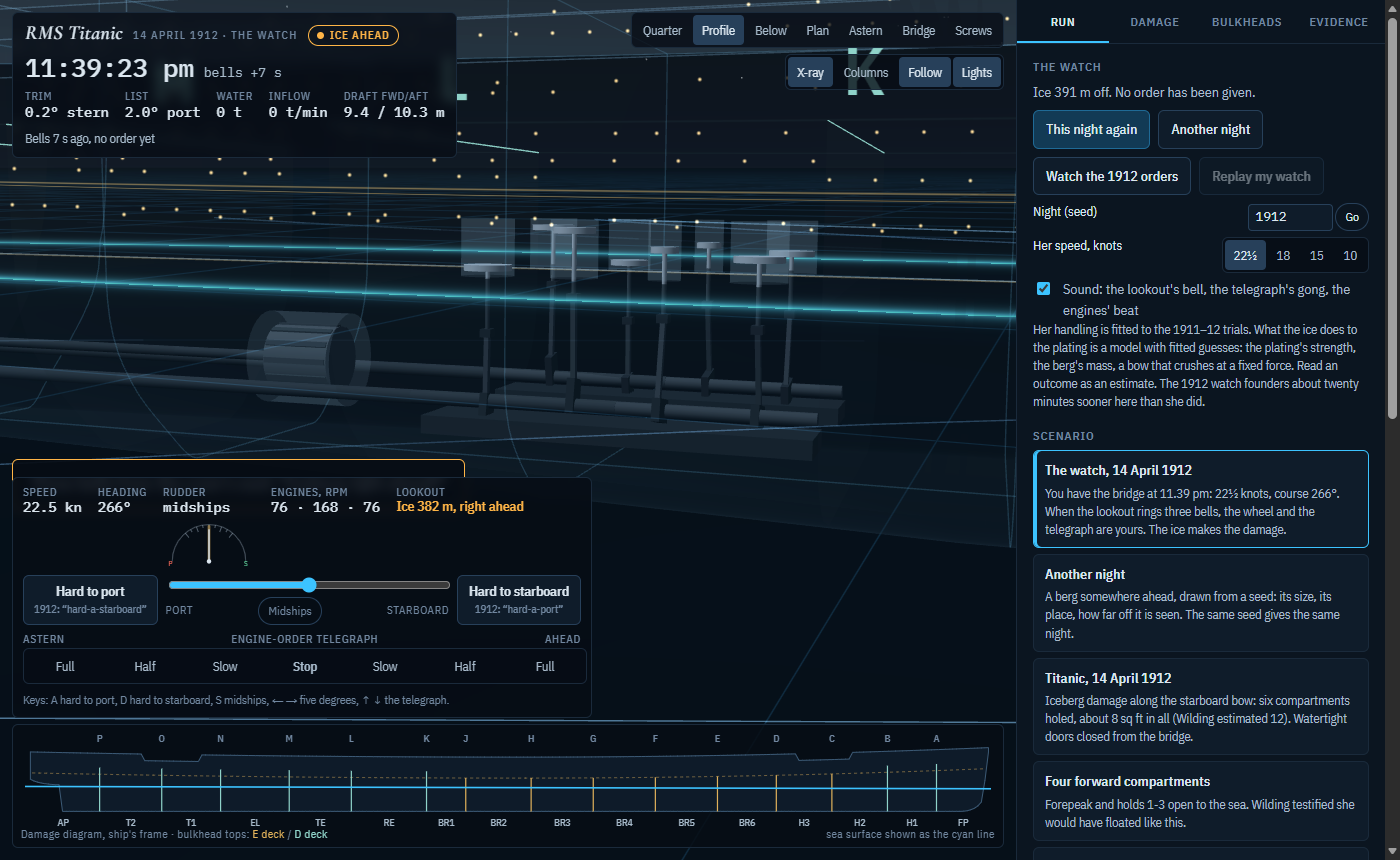 RMS Titanic 14 APRIL 1912 · THE WATCH ICE AHEAD
11:39:23 pm bells +7 s
TRIM LIST WATER INFLOW DRAFT FWD/AFT
0.2° stern 2.0° port 0 t 0 t/min 9.4 / 10.3 m
Bells 7 s ago, no order yet
Quarter Profile Below Plan Astern Bridge Screws
X-ray Columns Follow Lights
K
SPEED HEADING RUDDER ENGINES, RPM LOOKOUT
22.5 kn 266° midships 76 · 168 · 76 Ice 382 m, right ahead
P S
Hard to port
1912: “hard-a-starboard”
PORT Midships STARBOARD
Hard to starboard
1912: “hard-a-port”
ASTERN ENGINE-ORDER TELEGRAPH AHEAD
Full Half Slow Stop Slow Half Full
Keys: A hard to port, D hard to starboard, S midships, ← → five degrees, ↑ ↓ the telegraph.
P O N M L K J H G F E D C B A
AP T2 T1 EL TE RE BR1 BR2 BR3 BR4 BR5 BR6 H3 H2 H1 FP
Damage diagram, ship's frame · bulkhead tops: E deck / D deck
sea surface shown as the cyan line
RUN DAMAGE BULKHEADS EVIDENCE
THE WATCH
Ice 391 m off. No order has been given.
This night again Another night
Watch the 1912 orders Replay my watch
Night (seed) 1912 Go
Her speed, knots 22½ 18 15 10
Sound: the lookout's bell, the telegraph's gong, the
engines' beat
Her handling is fitted to the 1911–12 trials. What the ice does to
the plating is a model with fitted guesses: the plating's strength,
the berg's mass, a bow that crushes at a fixed force. Read an
outcome as an estimate. The 1912 watch founders about twenty
minutes sooner here than she did.
SCENARIO
The watch, 14 April 1912
You have the bridge at 11.39 pm: 22½ knots, course 266°.
When the lookout rings three bells, the wheel and the
telegraph are yours. The ice makes the damage.
Another night
A berg somewhere ahead, drawn from a seed: its size, its
place, how far off it is seen. The same seed gives the same
night.
Titanic, 14 April 1912
Iceberg damage along the starboard bow: six compartments
holed, about 8 sq ft in all (Wilding estimated 12). Watertight
doors closed from the bridge.
Four forward compartments
Forepeak and holds 1-3 open to the sea. Wilding testified she
would have floated like this.